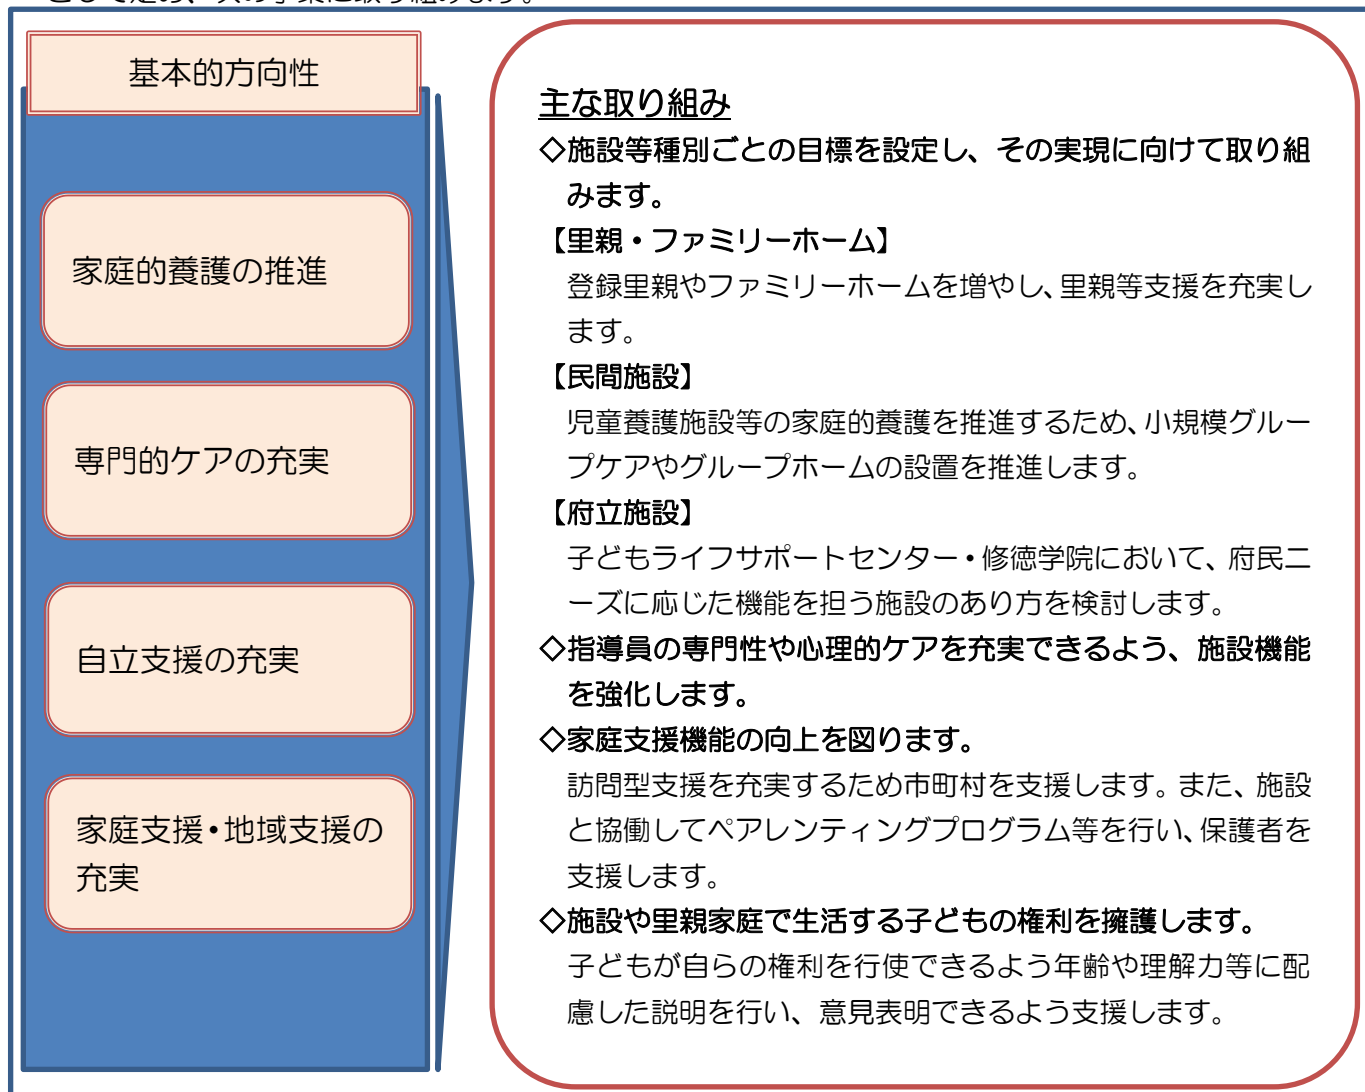 基本的方向性
家庭的養護の推進
専門的ケアの充実
自立支援の充実
家庭支援・地域支援の
充実
主な取り組み
◇施設等種別ごとの目標を設定し、その実現に向けて取り組
みます。
【里親・ファミリーホーム】
登録里親やファミリーホームを増やし、里親等支援を充実し
ます。
【民間施設】
児童養護施設等の家庭的養護を推進するため、小規模グルー
プケアやグループホームの設置を推進します。
【府立施設】
子どもライフサポートセンター・修徳学院において、府民ニ
ーズに応じた機能を担う施設のあり方を検討します。
◇指導員の専門性や心理的ケアを充実できるよう、施設機能
を強化します。
◇家庭支援機能の向上を図ります。
訪問型支援を充実するため市町村を支援します。また、施設
と協働してペアレンティングプログラム等を行い、保護者を
支援します。
◇施設や里親家庭で生活する子どもの権利を擁護します。
子どもが自らの権利を行使できるよう年齢や理解力等に配
慮した説明を行い、意見表明できるよう支援します。